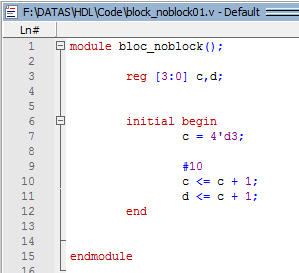 F:\DATAS\HDL\Code\block_noblock01.v - Default
Ln#
1 module bloc_noblock();
2
3 reg [3:0] c,d;
4
5
6 initial begin
7 c = 4'd3;
8
9 #10
10 c <= c + 1;
11 d <= c + 1;
12 end
13
14
15 endmodule
16